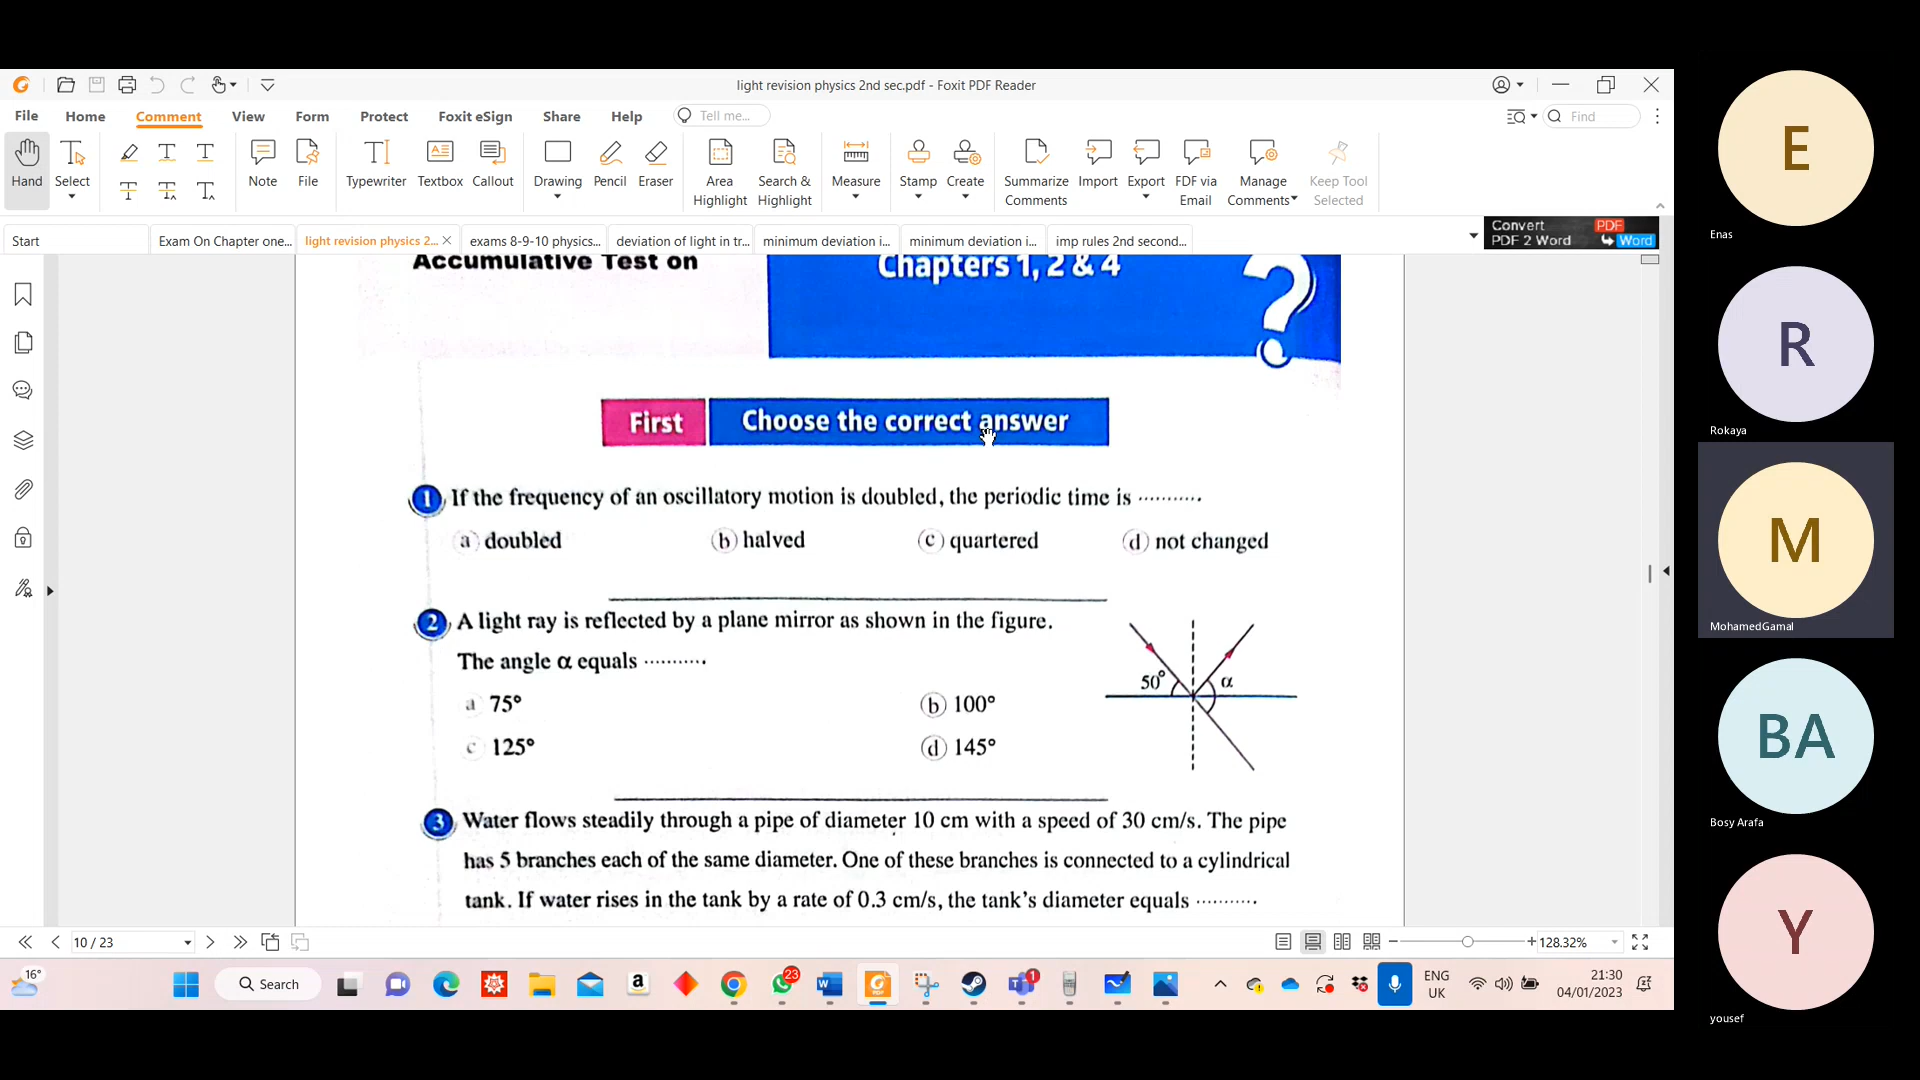 light revision physics 2nd sec.pdf - Foxit PDF Reader
File Home Comment View Form Protect Foxit eSign Share Help Tell me... Find
Hand Select Note File Typewriter Textbox Callout Drawing Pencil Eraser Area Highlight Search & Highlight Measure Stamp Create Summarize Comments Import Export FDF via Email Manage Comments Keep Tool Selected
Start Exam On Chapter one... light revision physics 2... exams 8-9-10 physics... deviation of light in tr... minimum deviation i... minimum deviation i... imp rules 2nd second...
Convert PDF
PDF 2 Word Word
Accumulative Test on Chapters 1, 2 & 4
?
First Choose the correct answer
1 If the frequency of an oscillatory motion is doubled, the periodic time is ..........
a doubled b halved c quartered d not changed
2 A light ray is reflected by a plane mirror as shown in the figure.
The angle α equals ..........
a 75° b 100°
c 125° d 145°
50° α
3 Water flows steadily through a pipe of diameter 10 cm with a speed of 30 cm/s. The pipe
has 5 branches each of the same diameter. One of these branches is connected to a cylindrical
tank. If water rises in the tank by a rate of 0.3 cm/s, the tank's diameter equals ..........
10 / 23 128.32%
16° Search 23 1 ENG UK 21:30 04/01/2023
E
Enas
R
Rokaya
M
MohamedGamal
BA
Bosy Arafa
Y
yousef